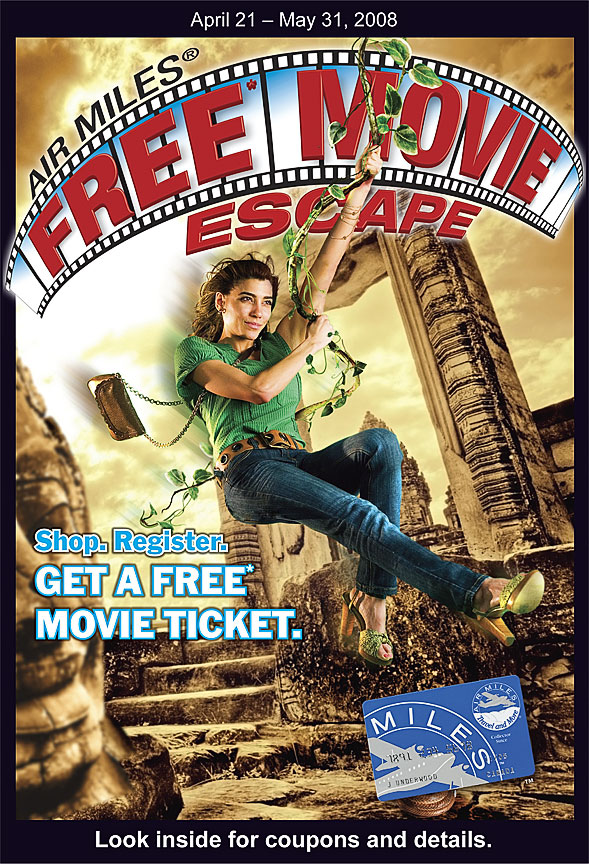 April 21 – May 31, 2008
AIR MILES®
FREE* MOVIE
ESCAPE
Shop. Register.
GET A FREE*
MOVIE TICKET.
AIR MILES
Travel and More
Collector
Since
MILES
J UNDERWOOD
TM
Look inside for coupons and details.